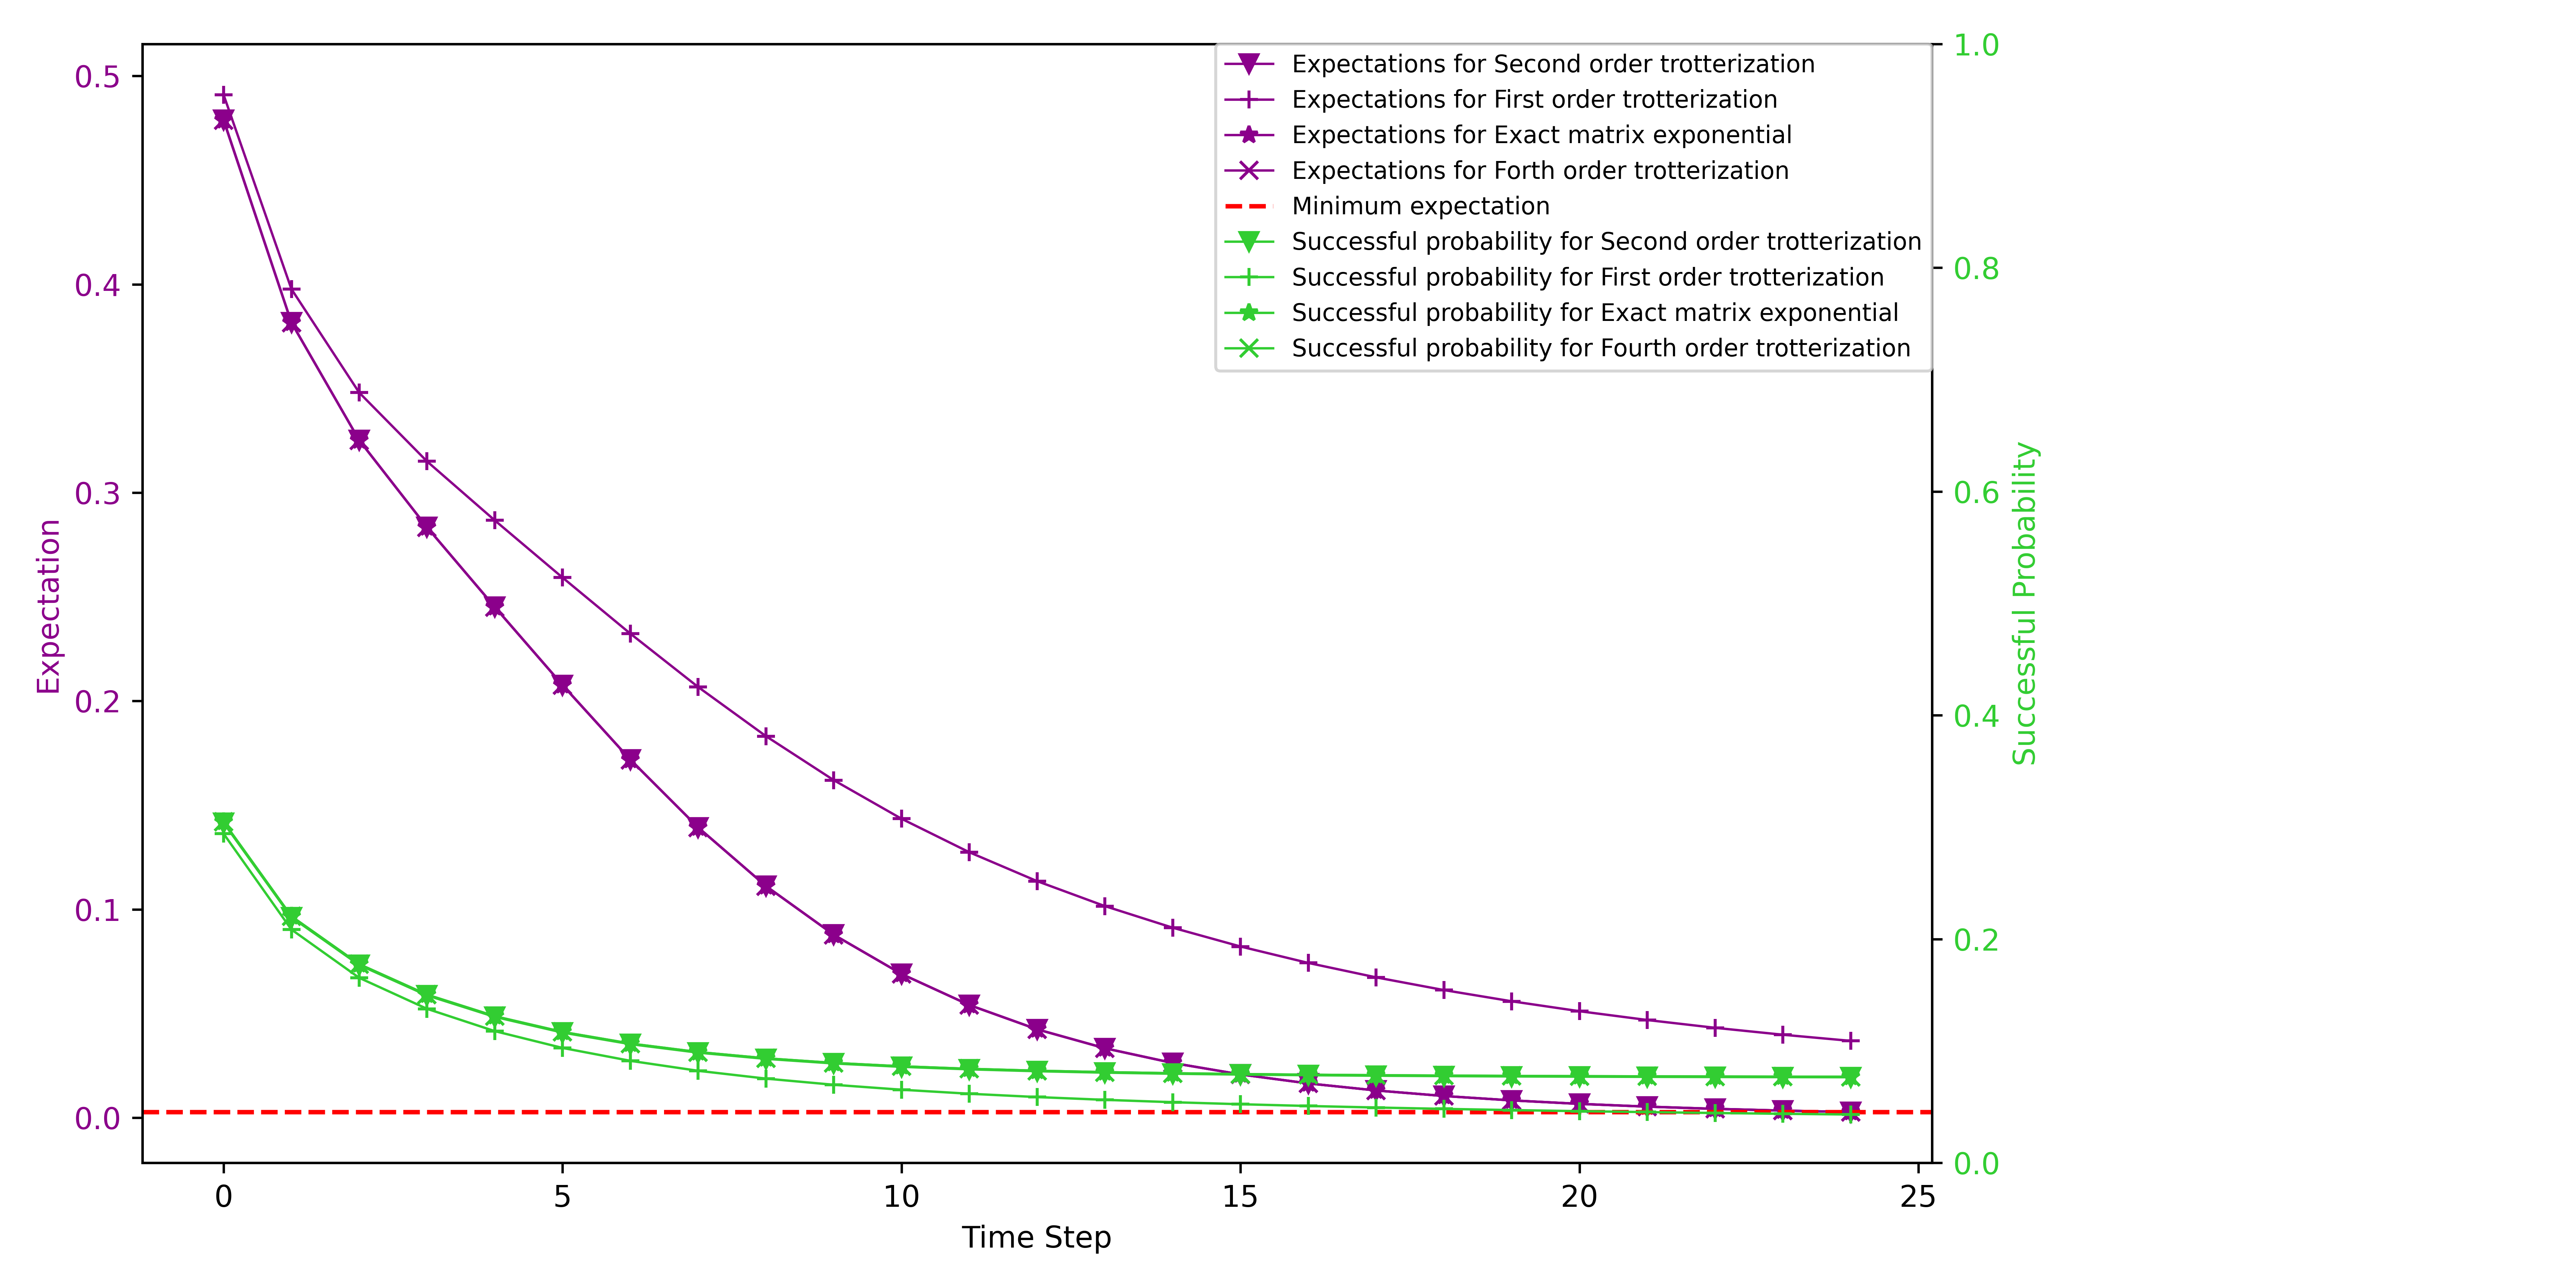 Expectations for Second order trotterization
Expectations for First order trotterization
Expectations for Exact matrix exponential
Expectations for Forth order trotterization
Minimum expectation
Successful probability for Second order trotterization
Successful probability for First order trotterization
Successful probability for Exact matrix exponential
Successful probability for Fourth order trotterization
0.5
0.4
0.3
0.2
0.1
0.0
Expectation
1.0
0.8
0.6
0.4
0.2
0.0
Successful Probability
0 5 10 15 20 25
Time Step